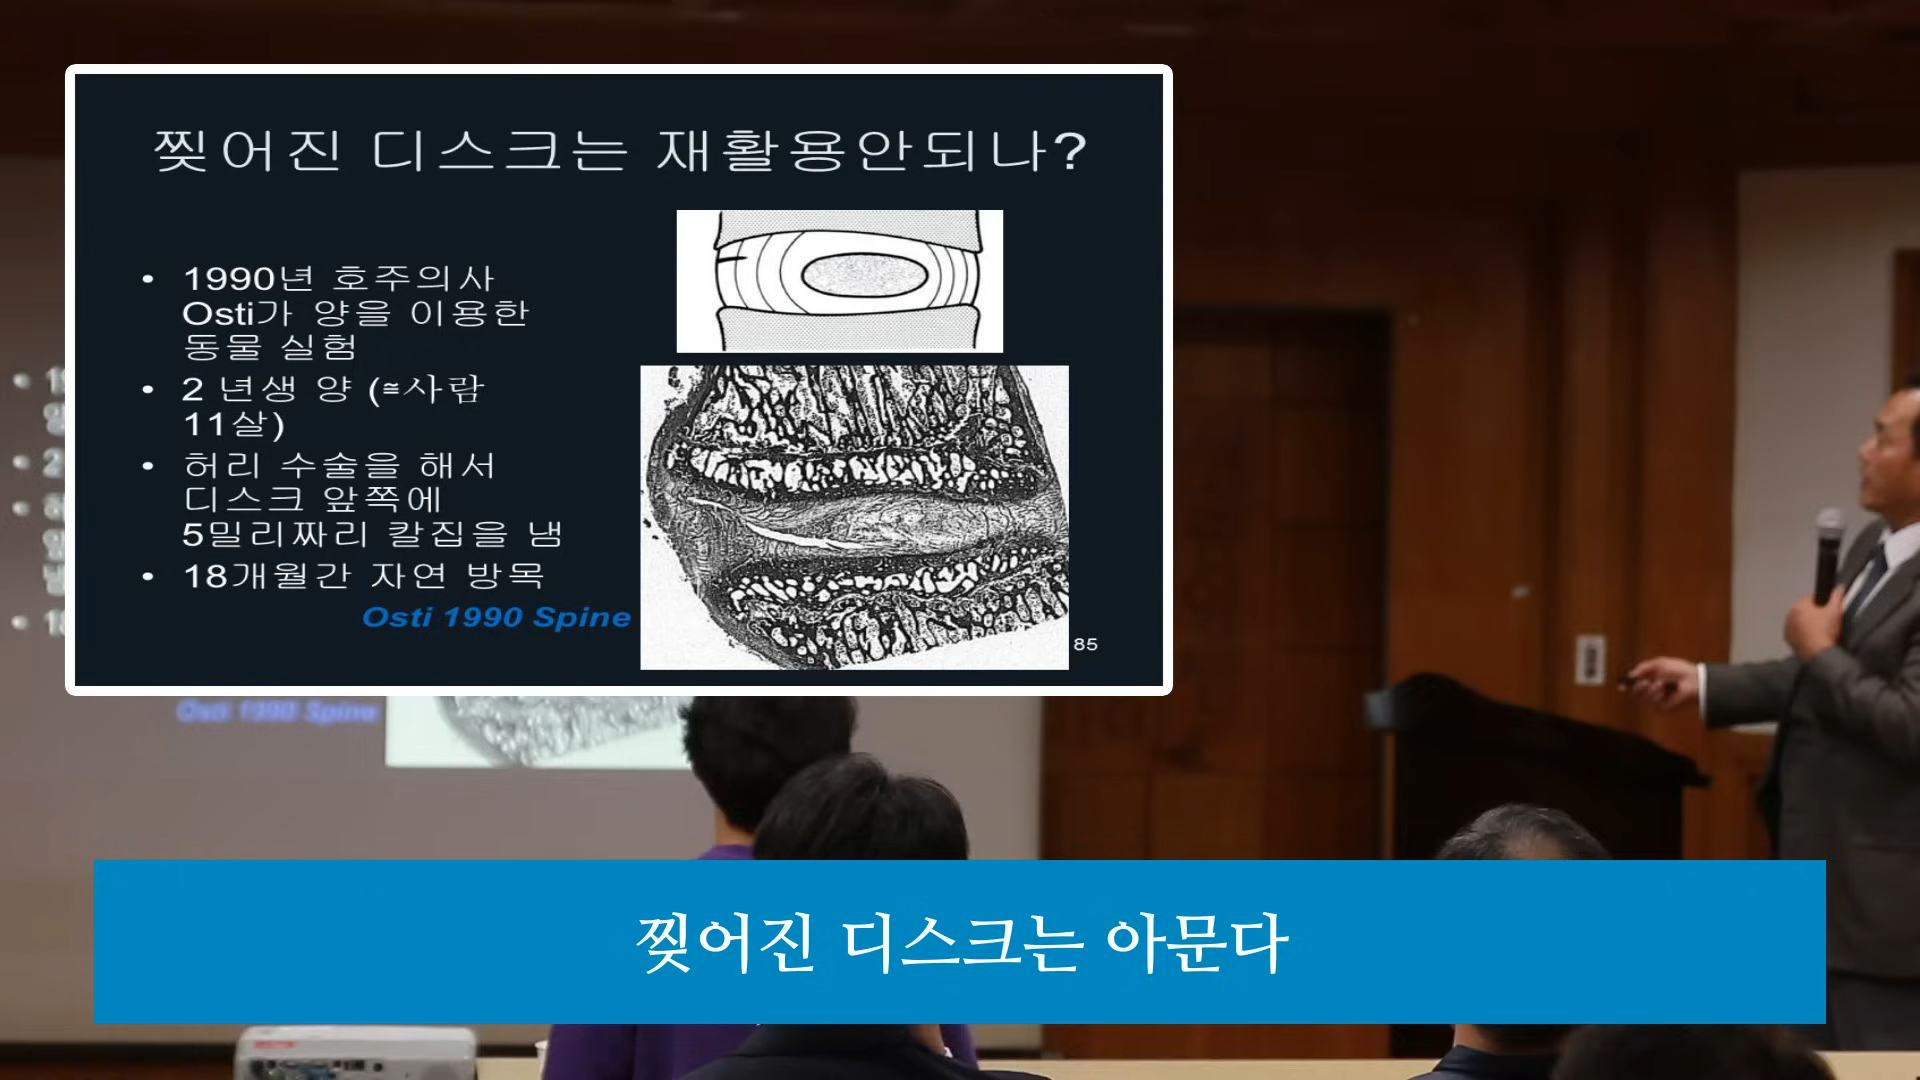 찢어진 디스크는 재활용안되나?
• 1990년 호주의사
Osti가 양을 이용한
동물 실험
• 2 년생 양 (≅사람
11살)
• 허리 수술을 해서
디스크 앞쪽에
5밀리짜리 칼집을 냄
• 18개월간 자연 방목
Osti 1990 Spine
85
Osti 1990 Spine
찢어진 디스크는 아문다